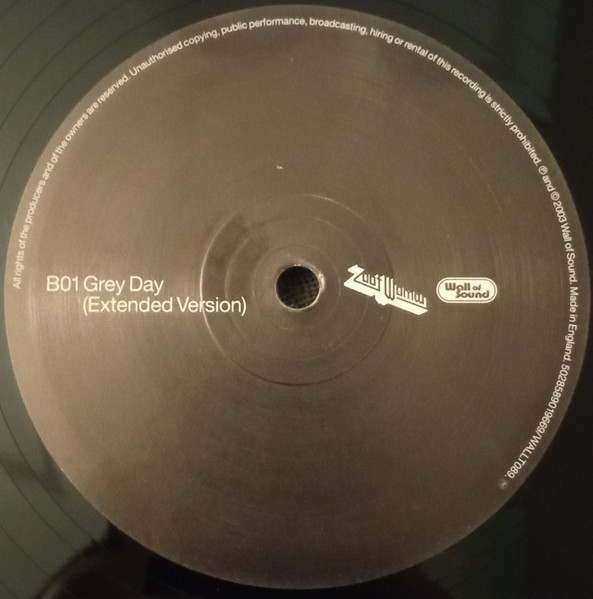 All rights of the producers and of the owners are reserved. Unauthorised copying, public performance, broadcasting, hiring or rental of this recording is strictly prohibited. ℗ and © 2003 Wall of Sound. Made in England. 5028589019669/WALLT089.
B01 Grey Day
(Extended Version)
Zoot Woman
Wall of
Sound